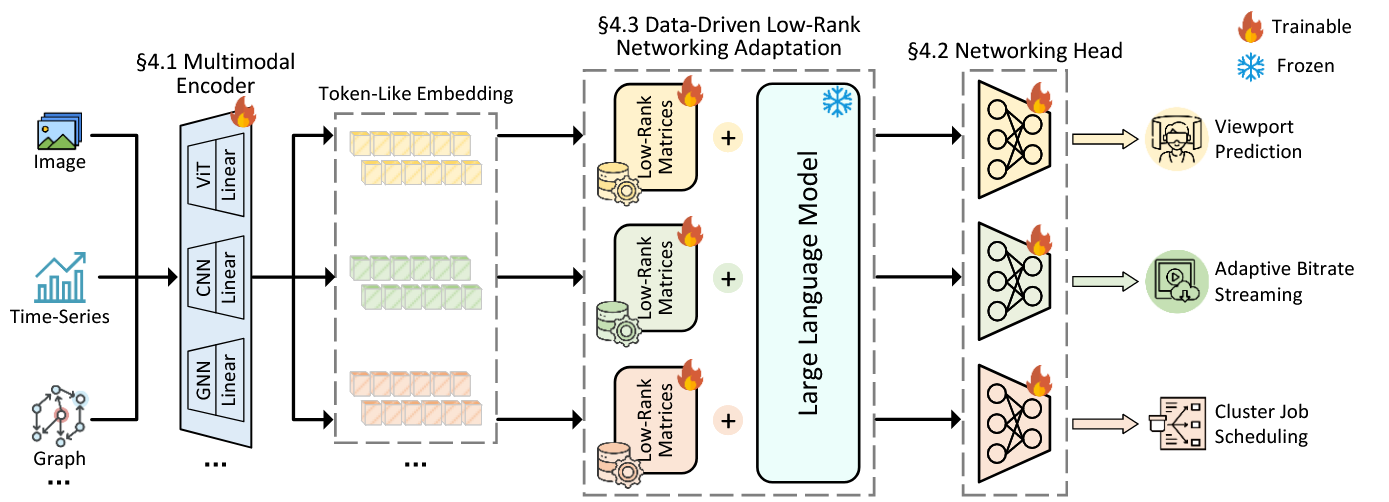 §4.1 Multimodal
Encoder
Token-Like Embedding
§4.3 Data-Driven Low-Rank
Networking Adaptation
§4.2 Networking Head
Trainable
Frozen
Image
Time-Series
Graph
...
ViT
Linear
CNN
Linear
GNN
Linear
...
...
Low-Rank
Matrices
+
Low-Rank
Matrices
+
Low-Rank
Matrices
+
Large Language Model
Viewport
Prediction
Adaptive Bitrate
Streaming
Cluster Job
Scheduling